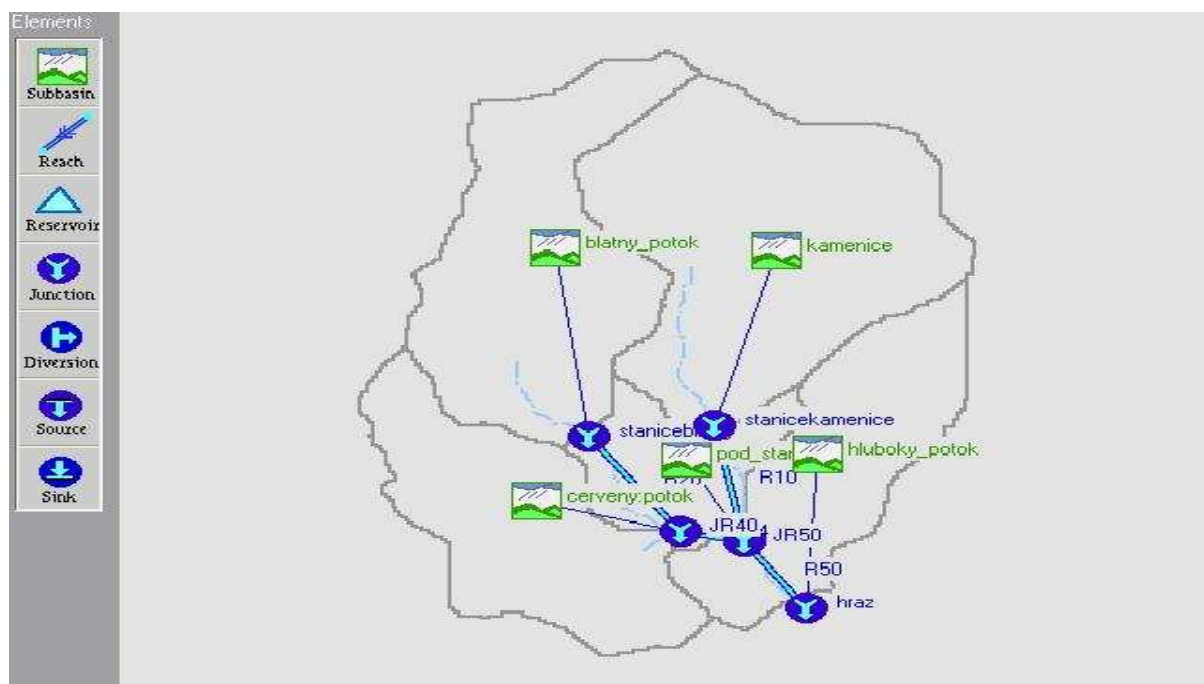 Elements
Subbasin
Reach
Reservoir
Junction
Diversion
Source
Sink
blatny_potok
kamenice
stanicekamenice
hluboky_potok
R10
cerveny.potok
JR40
JR50
R50
hraz